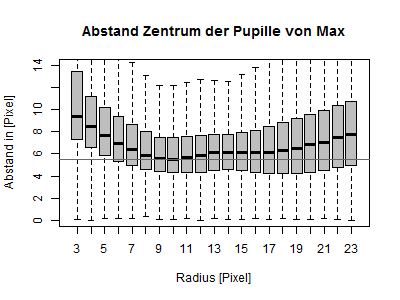 Abstand Zentrum der Pupille von Max
Abstand in [Pixel]
14
10
8
6
4
2
0
3 5 7 9 11 13 15 17 19 21 23
Radius [Pixel]